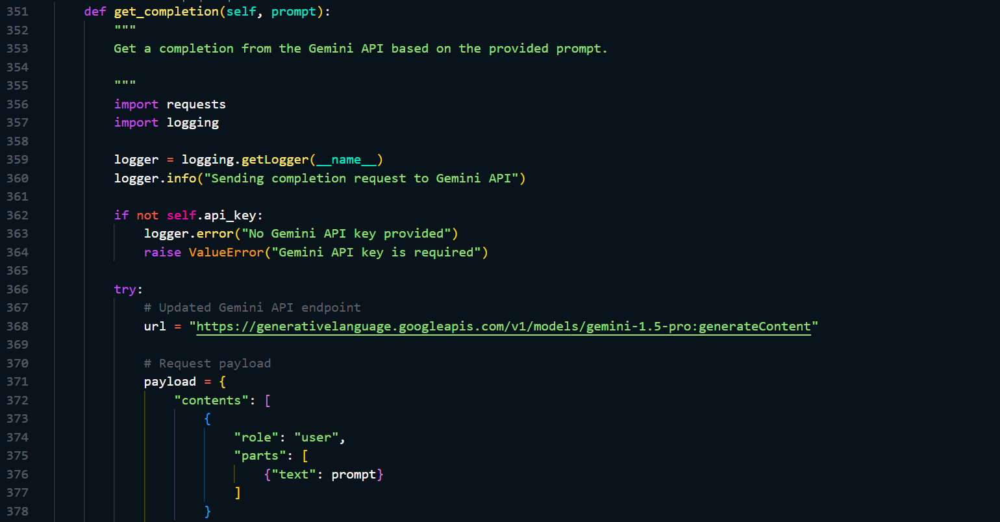 351 def get_completion(self, prompt):
352 """
353 Get a completion from the Gemini API based on the provided prompt.
354
355 """
356 import requests
357 import logging
358
359 logger = logging.getLogger(__name__)
360 logger.info("Sending completion request to Gemini API")
361
362 if not self.api_key:
363 logger.error("No Gemini API key provided")
364 raise ValueError("Gemini API key is required")
365
366 try:
367 # Updated Gemini API endpoint
368 url = "https://generativelanguage.googleapis.com/v1/models/gemini-1.5-pro:generateContent"
369
370 # Request payload
371 payload = {
372 "contents": [
373 {
374 "role": "user",
375 "parts": [
376 {"text": prompt}
377 ]
378 }